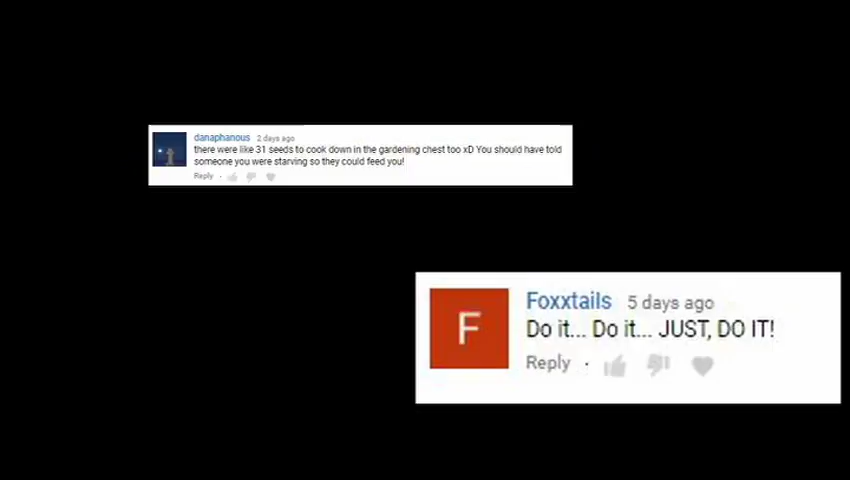 danaphanous 2 days ago
there were like 31 seeds to cook down in the gardening chest too xD You should have told
someone you were starving so they could feed you!
Reply
F
Foxxtails 5 days ago
Do it... Do it... JUST, DO IT!
Reply